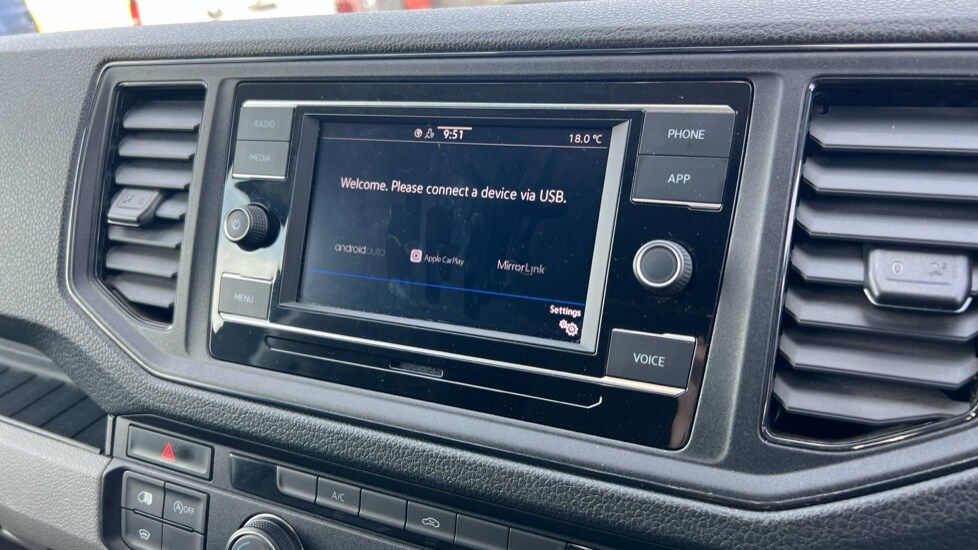 RADIO
MEDIA
MENU
9:51
18.0 °C
Welcome. Please connect a device via USB.
androidauto
Apple CarPlay
MirrorLink
Settings
PHONE
APP
VOICE
A/C
OFF